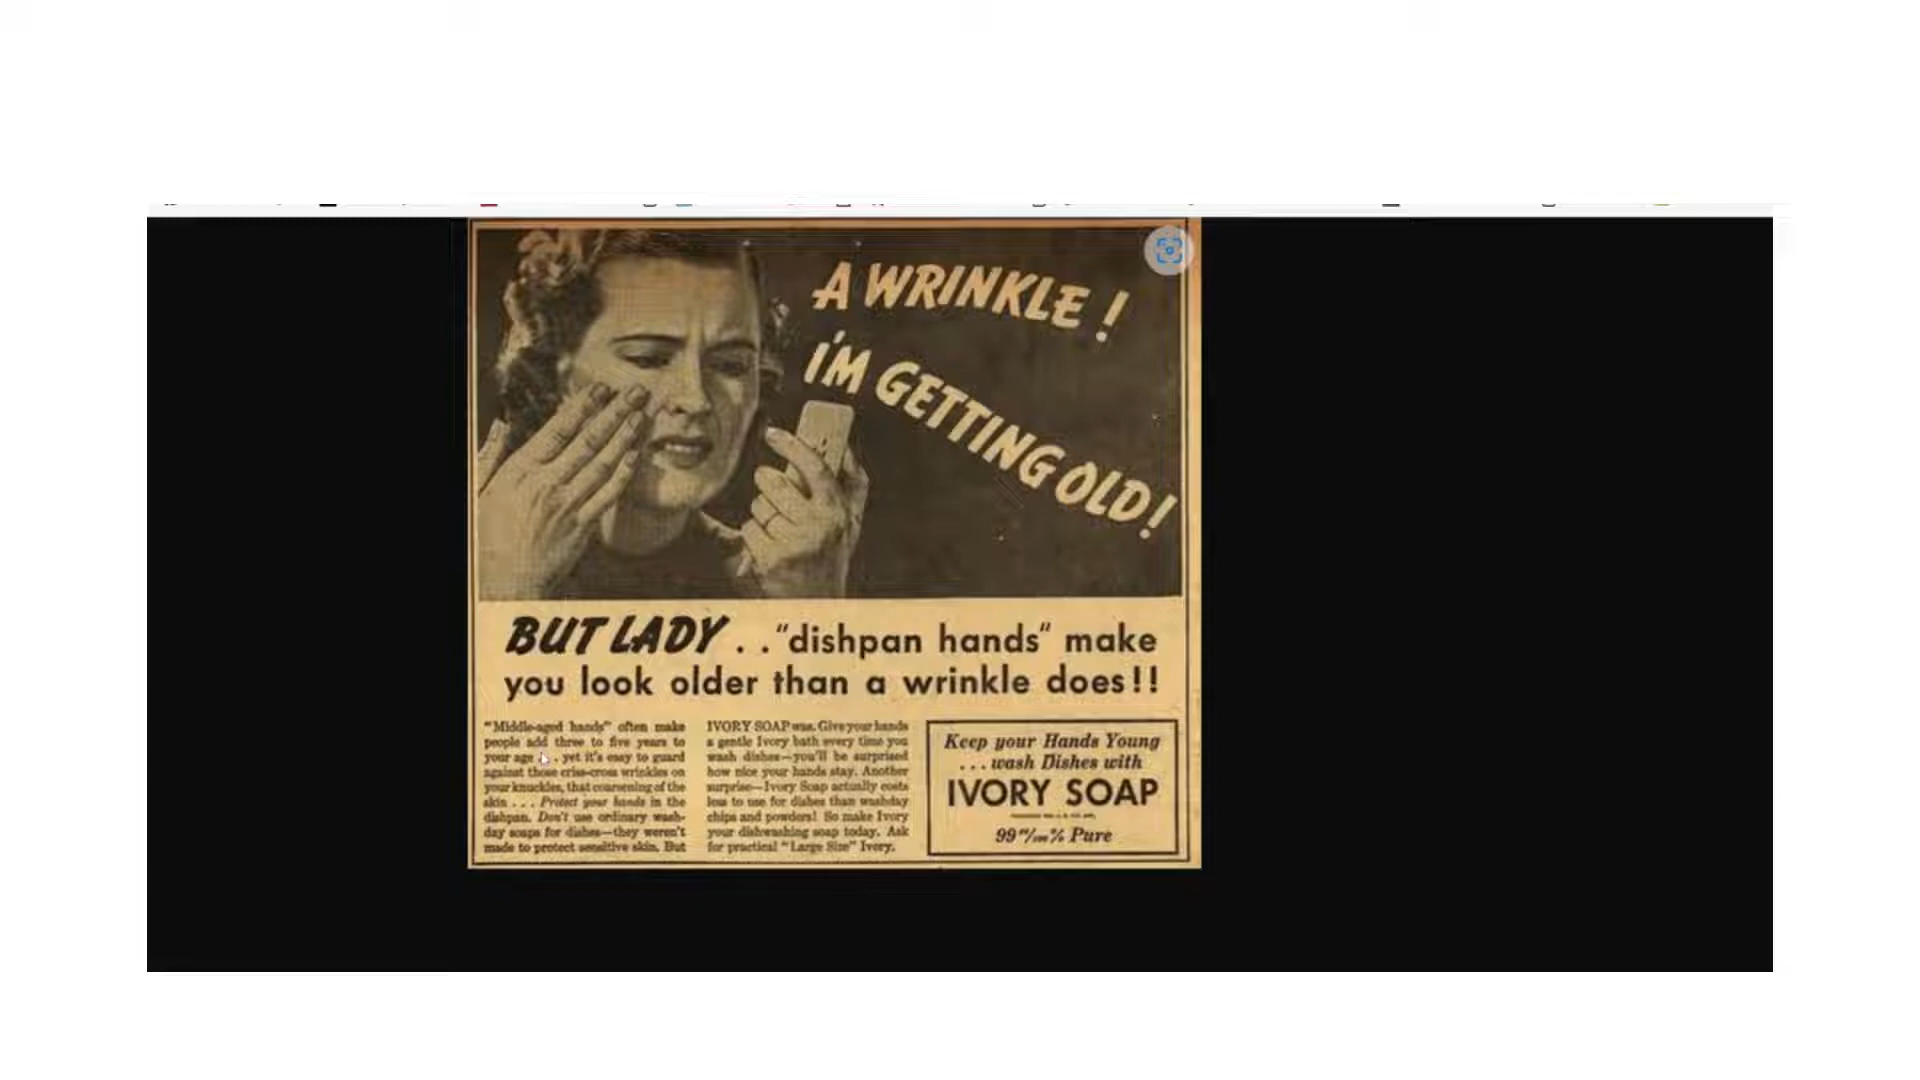 A WRINKLE!
I'M GETTING OLD!
BUT LADY . . "dishpan hands" make
you look older than a wrinkle does!!
"Middle-aged hands" often make
people add three to five years to
your age . . yet it's easy to guard
against those criss-cross wrinkles on
your knuckles, that coarsening of the
skin . . . Protect your hands in the
dishpan. Don't use ordinary wash-
day soaps for dishes—they weren't
made to protect sensitive skin. But
IVORY SOAP was. Give your hands
a gentle Ivory bath every time you
wash dishes—you'll be surprised
how nice your hands stay. Another
surprise—Ivory Soap actually costs
less to use for dishes than washday
chips and powders! So make Ivory
your dishwashing soap today. Ask
for practical "Large Size" Ivory.
Keep your Hands Young
. . . wash Dishes with
IVORY SOAP
99 44/100% Pure